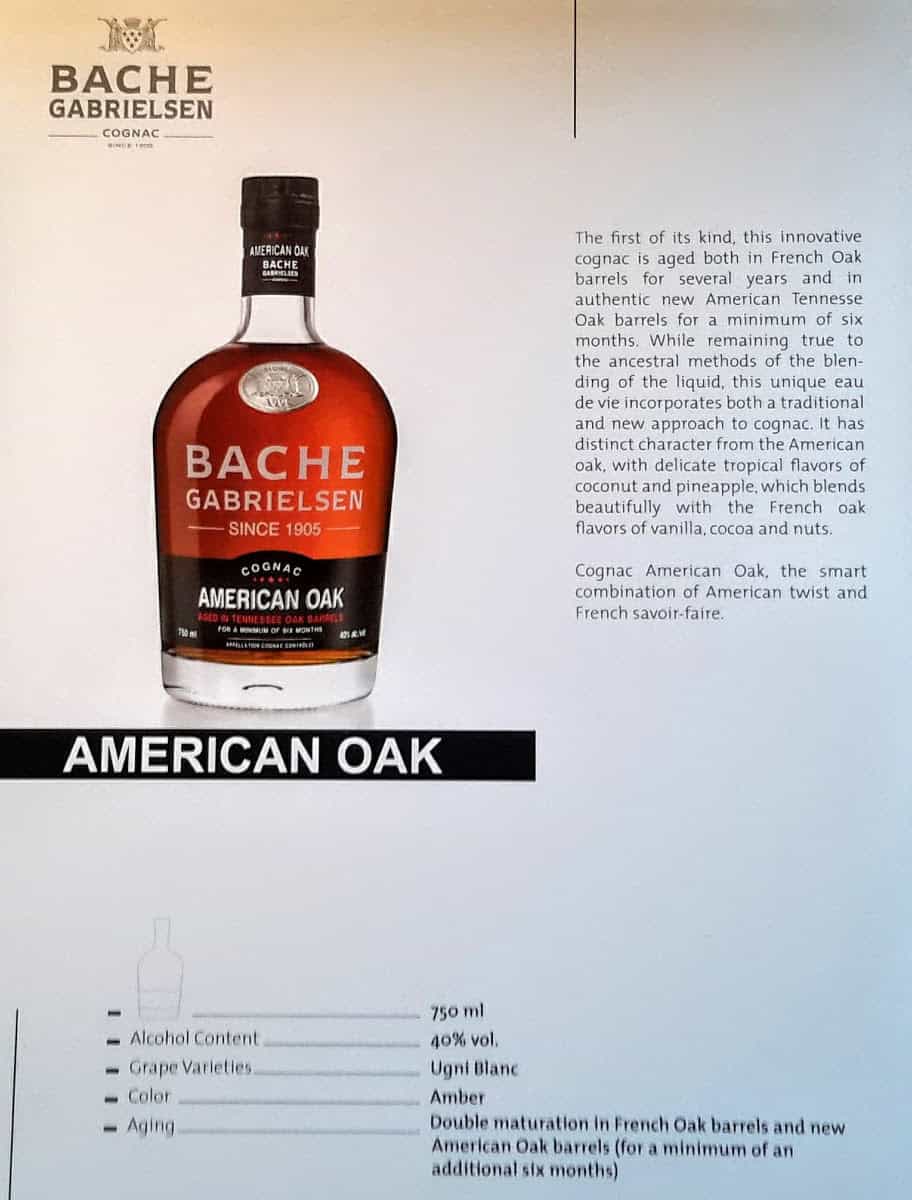 BACHE
GABRIELSEN
COGNAC
SINCE 1905
AMERICAN OAK
BACHE
GABRIELSEN
BACHE
GABRIELSEN
SINCE 1905
COGNAC
AMERICAN OAK
AGED IN TENNESSEE OAK BARRELS
FOR A MINIMUM OF SIX MONTHS
750 ml
40% alc/vol
APPELLATION COGNAC CONTRÔLÉE
The first of its kind, this innovative
cognac is aged both in French Oak
barrels for several years and in
authentic new American Tennesse
Oak barrels for a minimum of six
months. While remaining true to
the ancestral methods of the blen-
ding of the liquid, this unique eau
de vie incorporates both a traditional
and new approach to cognac. It has
distinct character from the American
oak, with delicate tropical flavors of
coconut and pineapple, which blends
beautifully with the French oak
flavors of vanilla, cocoa and nuts.
Cognac American Oak, the smart
combination of American twist and
French savoir-faire.
AMERICAN OAK
750 ml
Alcohol Content 40% vol.
Grape Varieties Ugni Blanc
Color Amber
Aging Double maturation in French Oak barrels and new
American Oak barrels (for a minimum of an
additional six months)